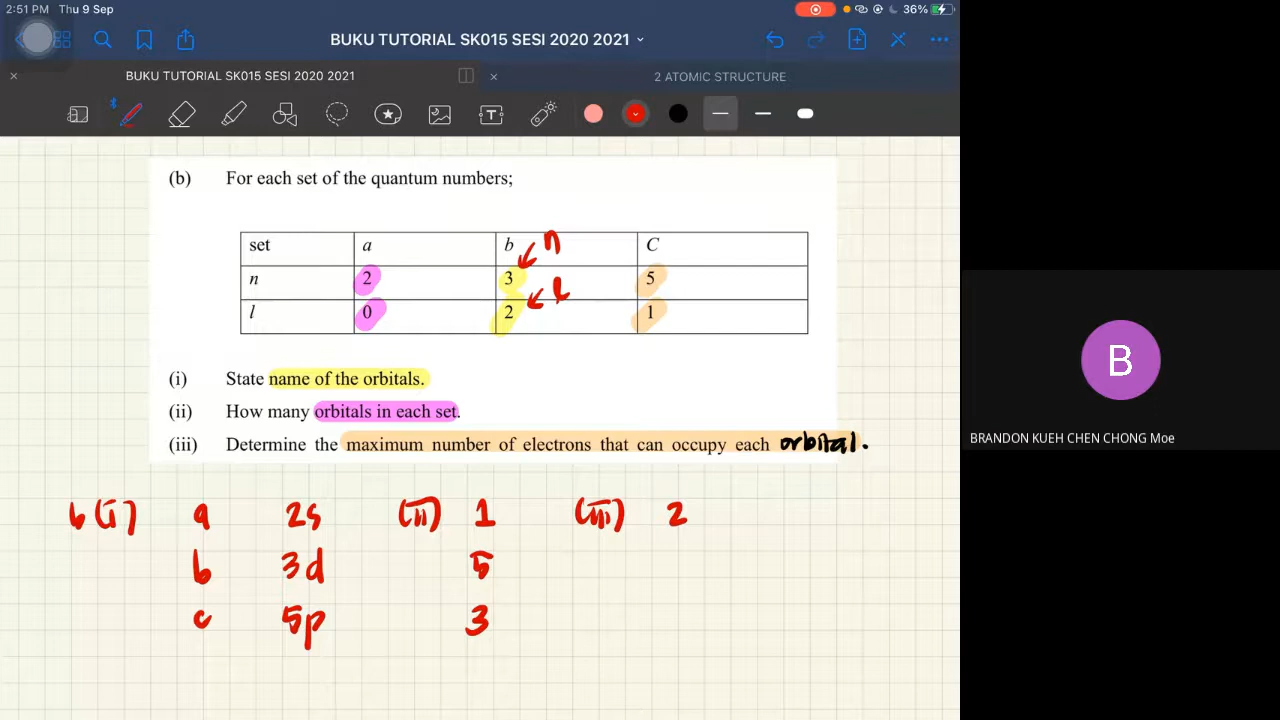 2:51 PM Thu 9 Sep 36%
BUKU TUTORIAL SK015 SESI 2020 2021
BUKU TUTORIAL SK015 SESI 2020 2021 2 ATOMIC STRUCTURE
(b) For each set of the quantum numbers;
set a b n C
n 2 3 5
l 0 2 l 1
(i) State name of the orbitals.
(ii) How many orbitals in each set.
(iii) Determine the maximum number of electrons that can occupy each orbital.
b (i) a 2s (ii) 1 (iii) 2
b 3d 5
c 5p 3
B
BRANDON KUEH CHEN CHONG Moe